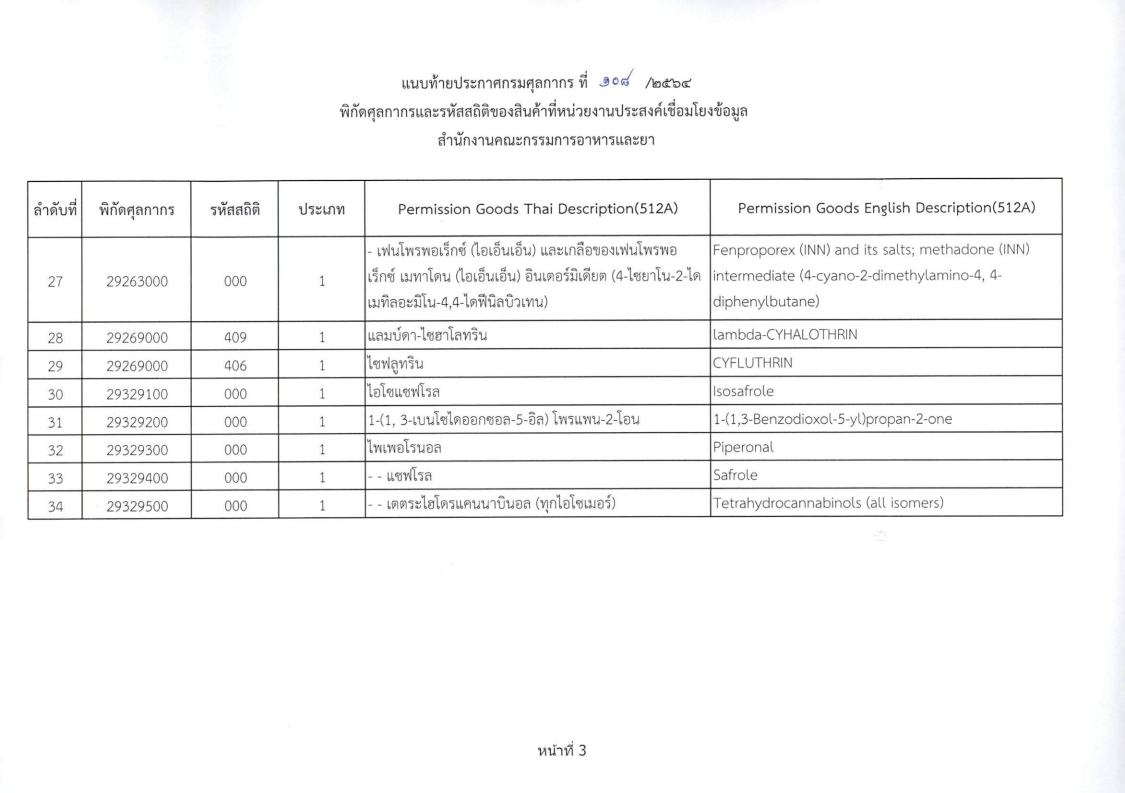 แนบท้ายประกาศกรมศุลกากร ที่ ๑๐๘ /๒๕๖๔
พิกัดศุลกากรและรหัสสถิติของสินค้าที่หน่วยงานประสงค์เชื่อมโยงข้อมูล
สำนักงานคณะกรรมการอาหารและยา
ลำดับที่ พิกัดศุลกากร รหัสสถิติ ประเภท Permission Goods Thai Description(512A) Permission Goods English Description(512A)
- เฟนโพรพอเร็กซ์ (ไอเอ็นเอ็น) และเกลือของเฟนโพรพอ Fenproporex (INN) and its salts; methadone (INN)
27 29263000 000 1 เร็กซ์ เมทาโดน (ไอเอ็นเอ็น) อินเตอร์มิเดียต (4-ไซยาโน-2-ได intermediate (4-cyano-2-dimethylamino-4, 4-
เมทิลอะมิโน-4,4-ไดฟีนิลบิวเทน) diphenylbutane)
28 29269000 409 1 แลมบ์ดา-ไซฮาโลทริน lambda-CYHALOTHRIN
29 29269000 406 1 ไซฟลูทริน CYFLUTHRIN
30 29329100 000 1 ไอโซแซฟโรล Isosafrole
31 29329200 000 1 1-(1, 3-เบนโซไดออกซอล-5-อิล) โพรแพน-2-โอน 1-(1,3-Benzodioxol-5-yl)propan-2-one
32 29329300 000 1 ไพเพอโรนอล Piperonal
33 29329400 000 1 - - แซฟโรล Safrole
34 29329500 000 1 - - เตตระไฮโดรแคนนาบินอล (ทุกไอโซเมอร์) Tetrahydrocannabinols (all isomers)
หน้าที่ 3